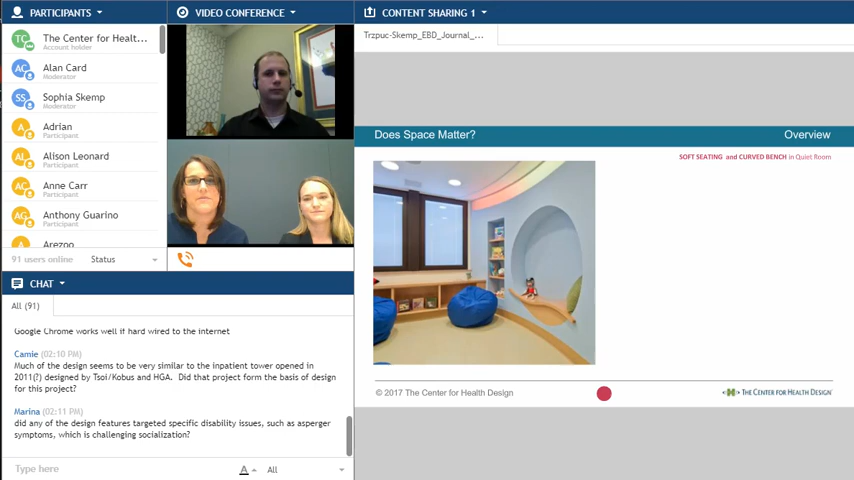 PARTICIPANTS
TC
The Center for Healt...
Account holder
AC
Alan Card
Moderator
SS
Sophia Skemp
Moderator
A
Adrian
Participant
AL
Alison Leonard
Participant
AC
Anne Carr
Participant
AG
Anthony Guarino
Participant
A
Arezoo
91 users online
Status
VIDEO CONFERENCE
CHAT
All (91)
Google Chrome works well if hard wired to the internet
Camie (02:10 PM)
Much of the design seems to be very similar to the inpatient tower opened in
2011(?) designed by Tsoi/Kobus and HGA. Did that project form the basis of design
for this project?
Marina (02:11 PM)
did any of the design features targeted specific disability issues, such as asperger
symptoms, which is challenging socialization?
Type here
A
All
CONTENT SHARING 1
Trzpuc-Skemp_EBD_Journal_...
Does Space Matter?
Overview
SOFT SEATING and CURVED BENCH in Quiet Room
© 2017 The Center for Health Design
THE CENTER FOR HEALTH DESIGN